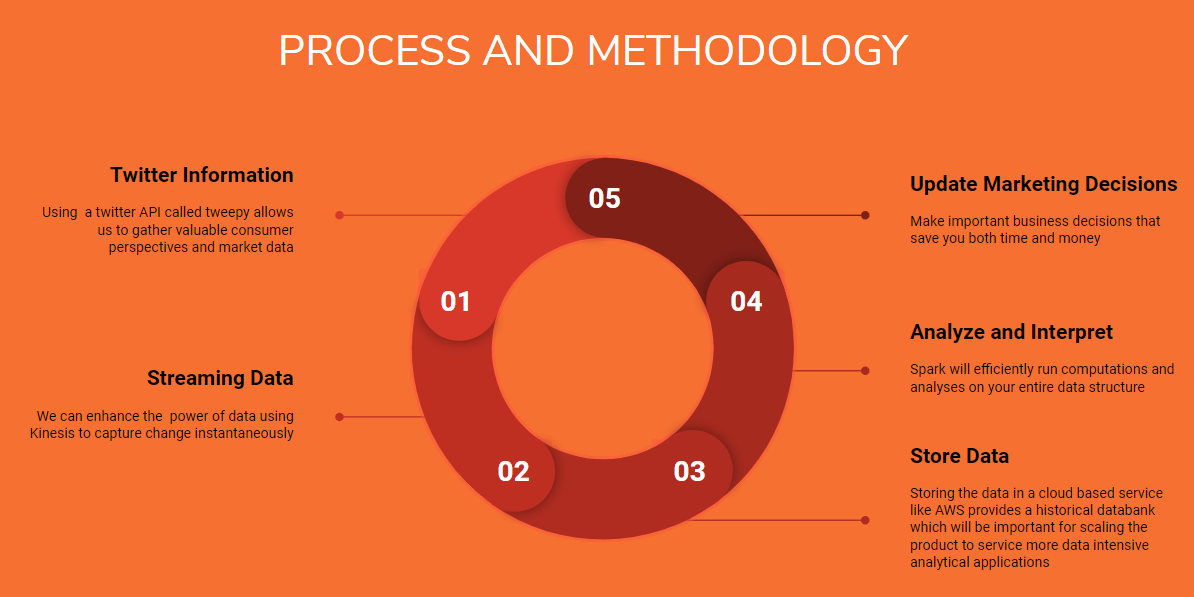 PROCESS AND METHODOLOGY
Twitter Information
Using  a twitter API called tweepy allows
us to gather valuable consumer
perspectives and market data
Streaming Data
We can enhance the  power of data using
Kinesis to capture change instantaneously
05
01
04
02
03
Update Marketing Decisions
Make important business decisions that
save you both time and money
Analyze and Interpret
Spark will efficiently run computations and
analyses on your entire data structure
Store Data
Storing the data in a cloud based service
like AWS provides a historical databank
which will be important for scaling the
product to service more data intensive
analytical applications